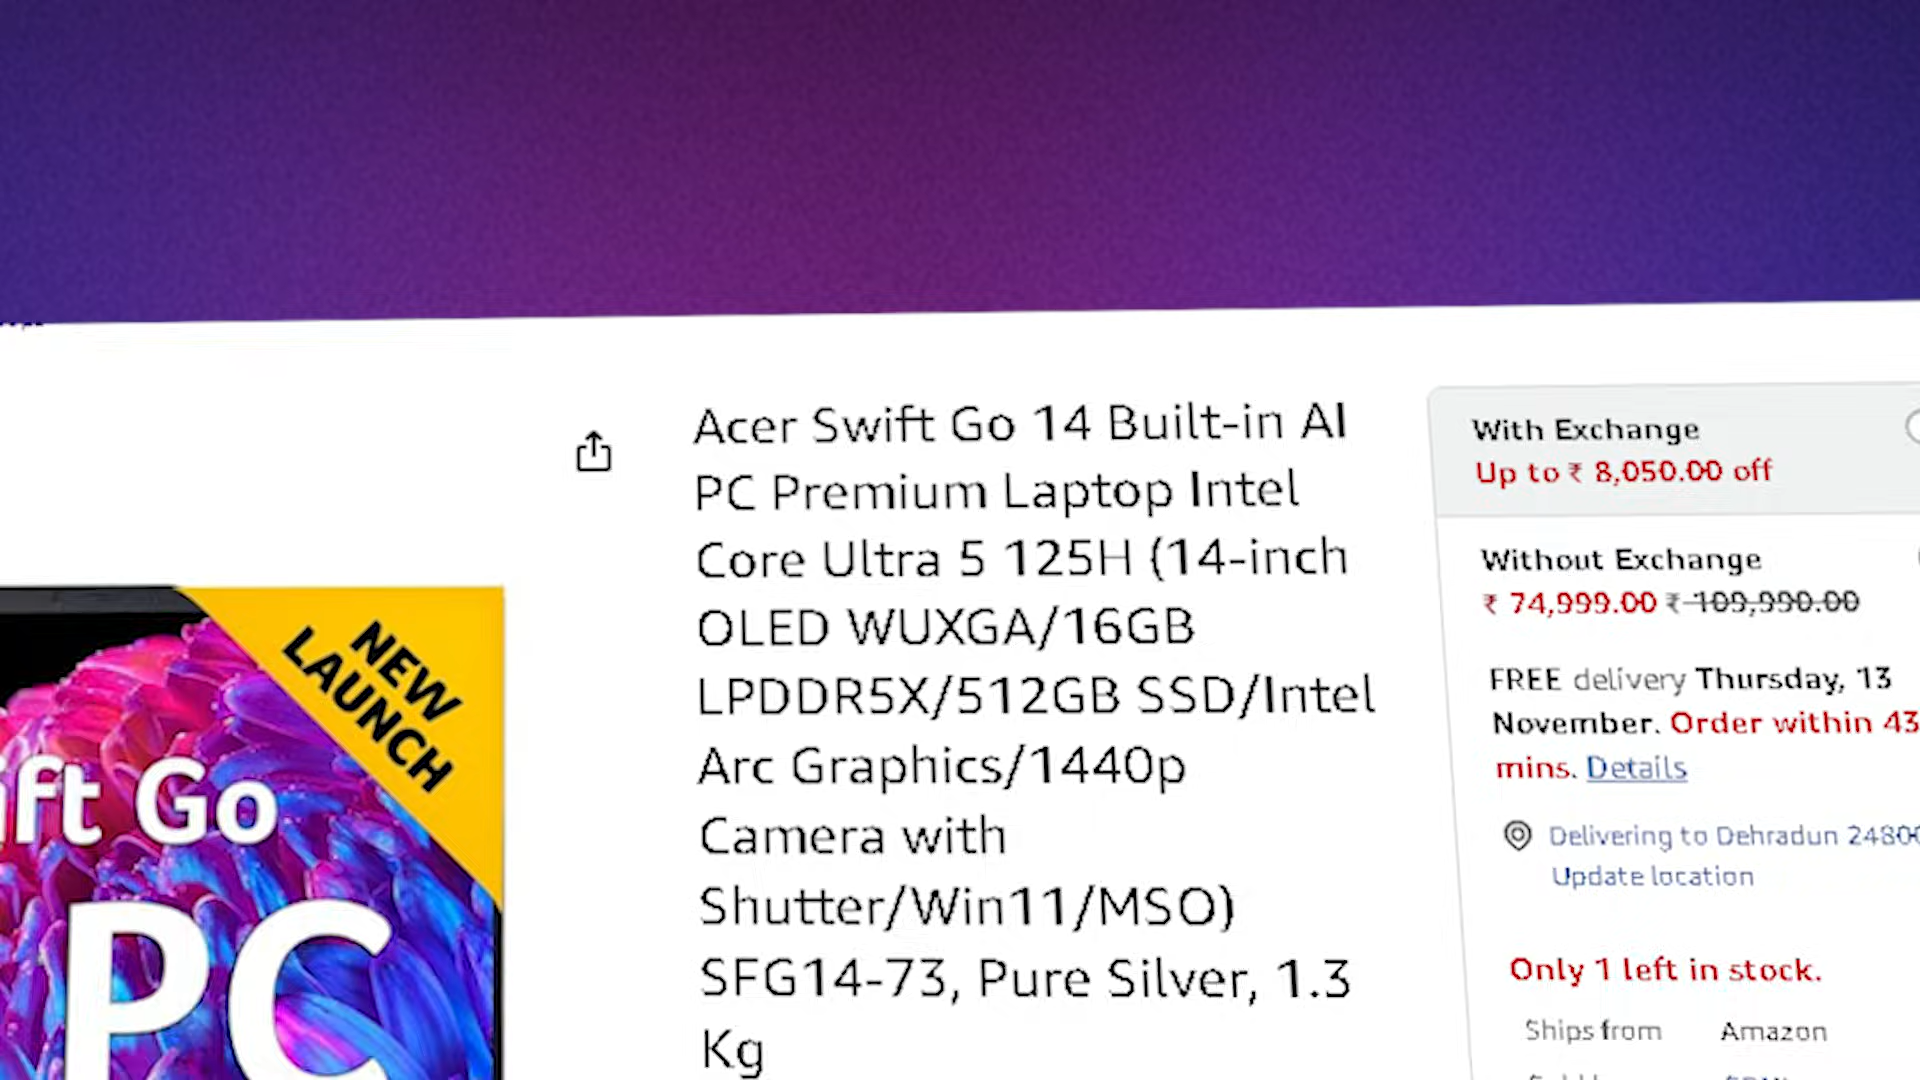 Acer Swift Go 14 Built-in AI
PC Premium Laptop Intel
Core Ultra 5 125H (14-inch
OLED WUXGA/16GB
LPDDR5X/512GB SSD/Intel
Arc Graphics/1440p
Camera with
Shutter/Win11/MSO)
SFG14-73, Pure Silver, 1.3
Kg
NEW
LAUNCH
ift Go
PC
With Exchange
Up to ₹ 8,050.00 off
Without Exchange
₹ 74,999.00 ₹ 109,990.00
FREE delivery Thursday, 13
November. Order within 43
mins. Details
Delivering to Dehradun 24800
Update location
Only 1 left in stock.
Ships from Amazon